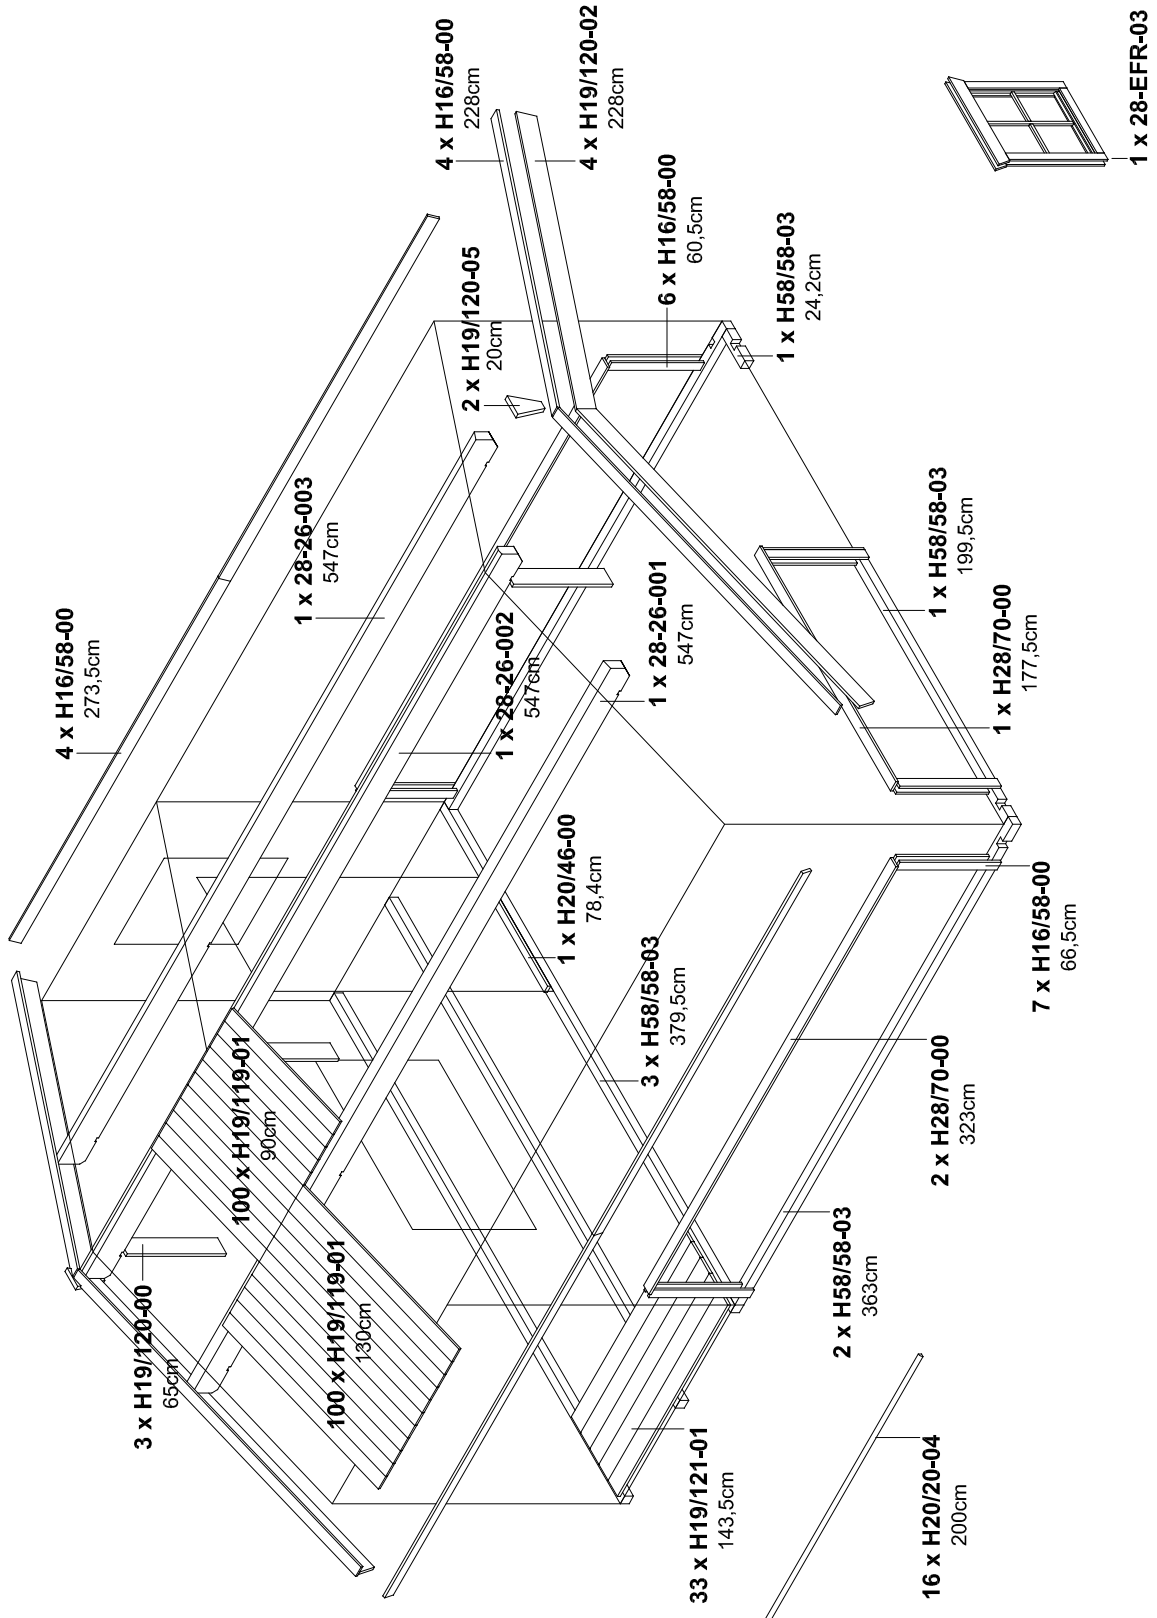 4 x H16/58-00
228cm
4 x H19/120-02
228cm
1 x 28-EFR-03
2 x H19/120-05
20cm
6 x H16/58-00
60,5cm
1 x H58/58-03
24,2cm
1 x 28-26-003
547cm
4 x H16/58-00
273,5cm
1 x 28-26-002
547cm
1 x 28-26-001
547cm
1 x H58/58-03
199,5cm
1 x H28/70-00
177,5cm
1 x H20/46-00
78,4cm
3 x H58/58-03
379,5cm
7 x H16/58-00
66,5cm
2 x H28/70-00
323cm
2 x H58/58-03
363cm
100 x H19/119-01
90cm
100 x H19/119-01
130cm
3 x H19/120-00
65cm
33 x H19/121-01
143,5cm
16 x H20/20-04
200cm